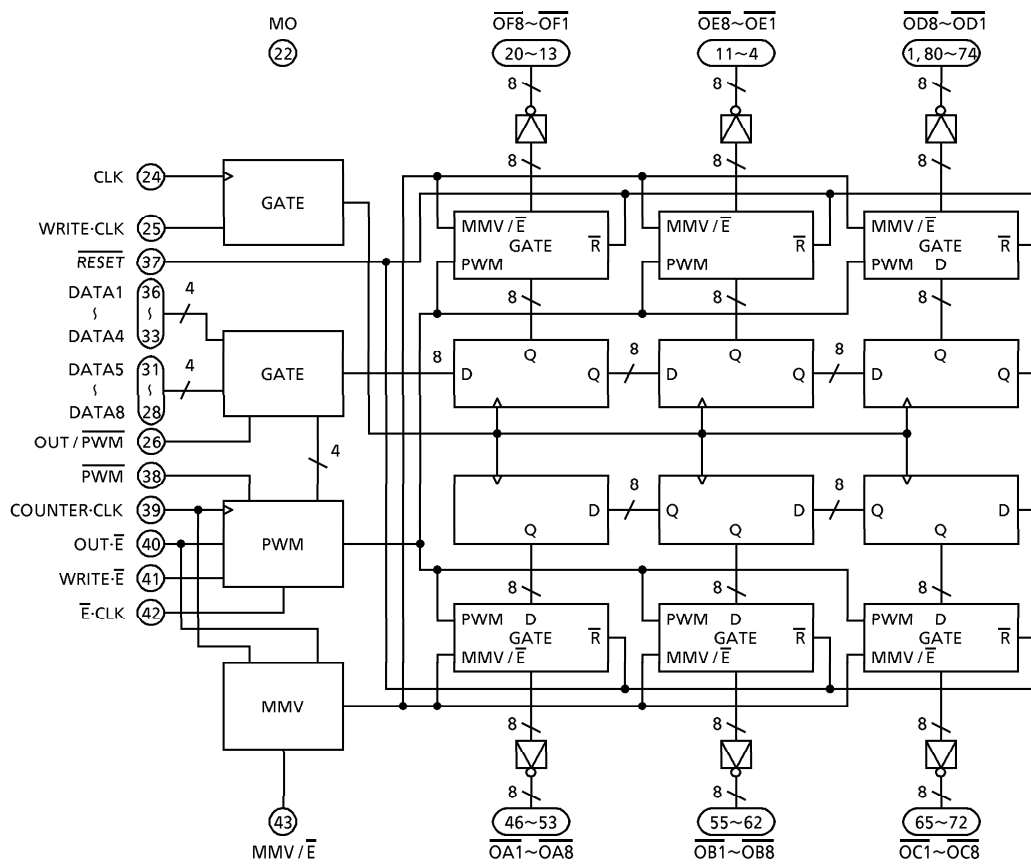 MO
22
OF8~OF1
20~13
8
8
OE8~OE1
11~4
8
8
OD8~OD1
1, 80~74
8
8
CLK 24
GATE
WRITE·CLK 25
RESET 37
DATA1 36
~
DATA4 33
4
DATA5 31
~
DATA8 28
4
GATE
OUT / PWM 26
PWM 38
4
COUNTER·CLK 39
OUT·E 40
PWM
WRITE·E 41
E·CLK 42
MMV
43
MMV / E
MMV / E
GATE R
PWM
8
MMV / E
R
PWM
8
MMV / E
GATE R
PWM D
8
8
D Q Q
8
D Q Q
8
D Q Q
D Q
8
Q D Q
8
Q D Q
8
8
8
PWM D
GATE R
MMV / E
PWM D
GATE R
MMV / E
PWM D
GATE R
MMV / E
8
8
8
8
8
8
46~53
OA1~OA8
55~62
OB1~OB8
65~72
OC1~OC8